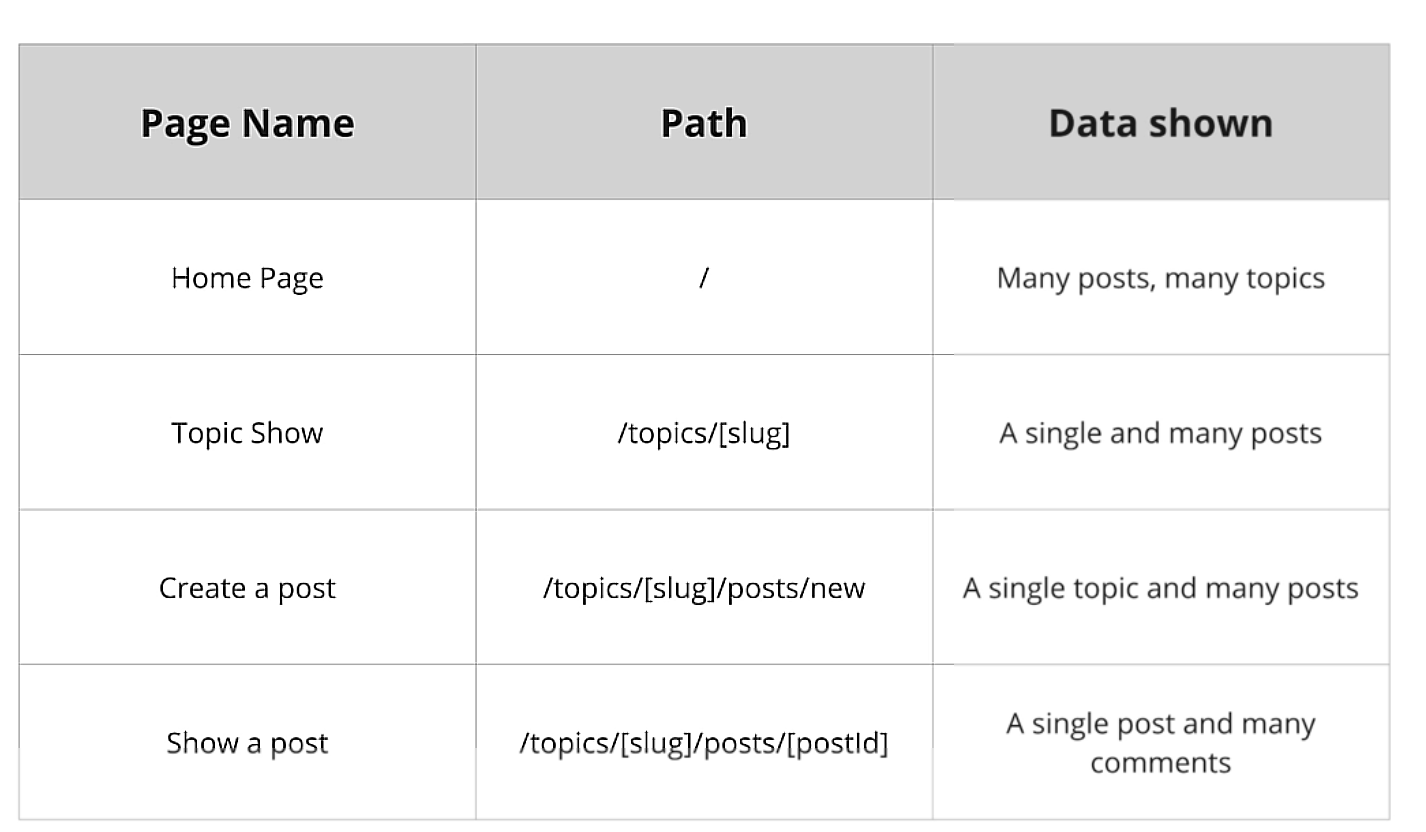 Page Name Path Data shown
Home Page / Many posts, many topics
Topic Show /topics/[slug] A single and many posts
Create a post /topics/[slug]/posts/new A single topic and many posts
Show a post /topics/[slug]/posts/[postId] A single post and many
comments